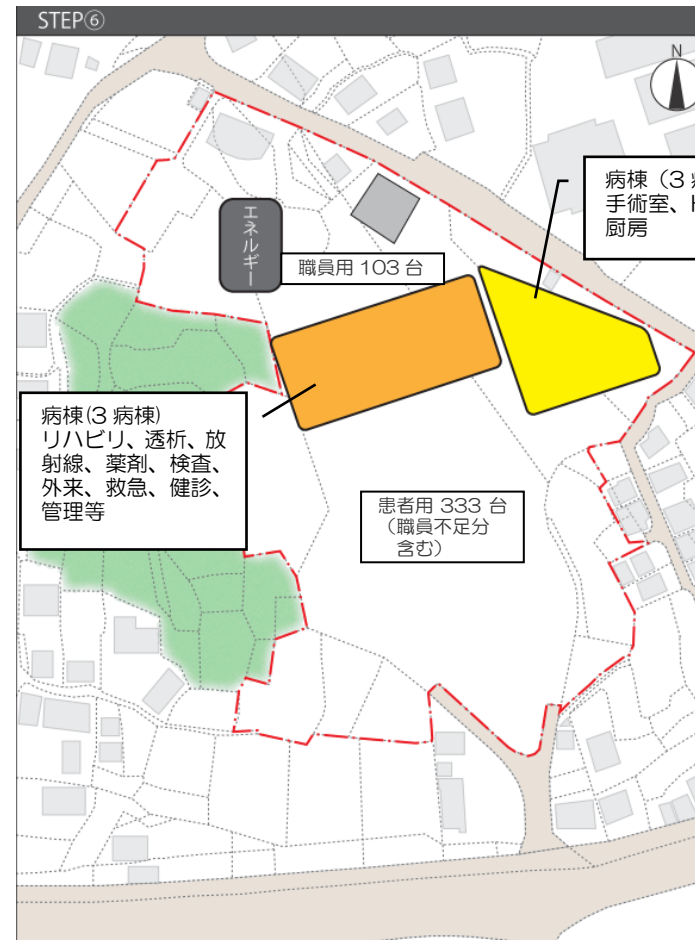 STEP⑥
N
病棟（3
手術室、
厨房
エネルギー
職員用 103 台
病棟(3 病棟)
リハビリ、透析、放
射線、薬剤、検査、
外来、救急、健診、
管理等
患者用 333 台
（職員不足分
含む）